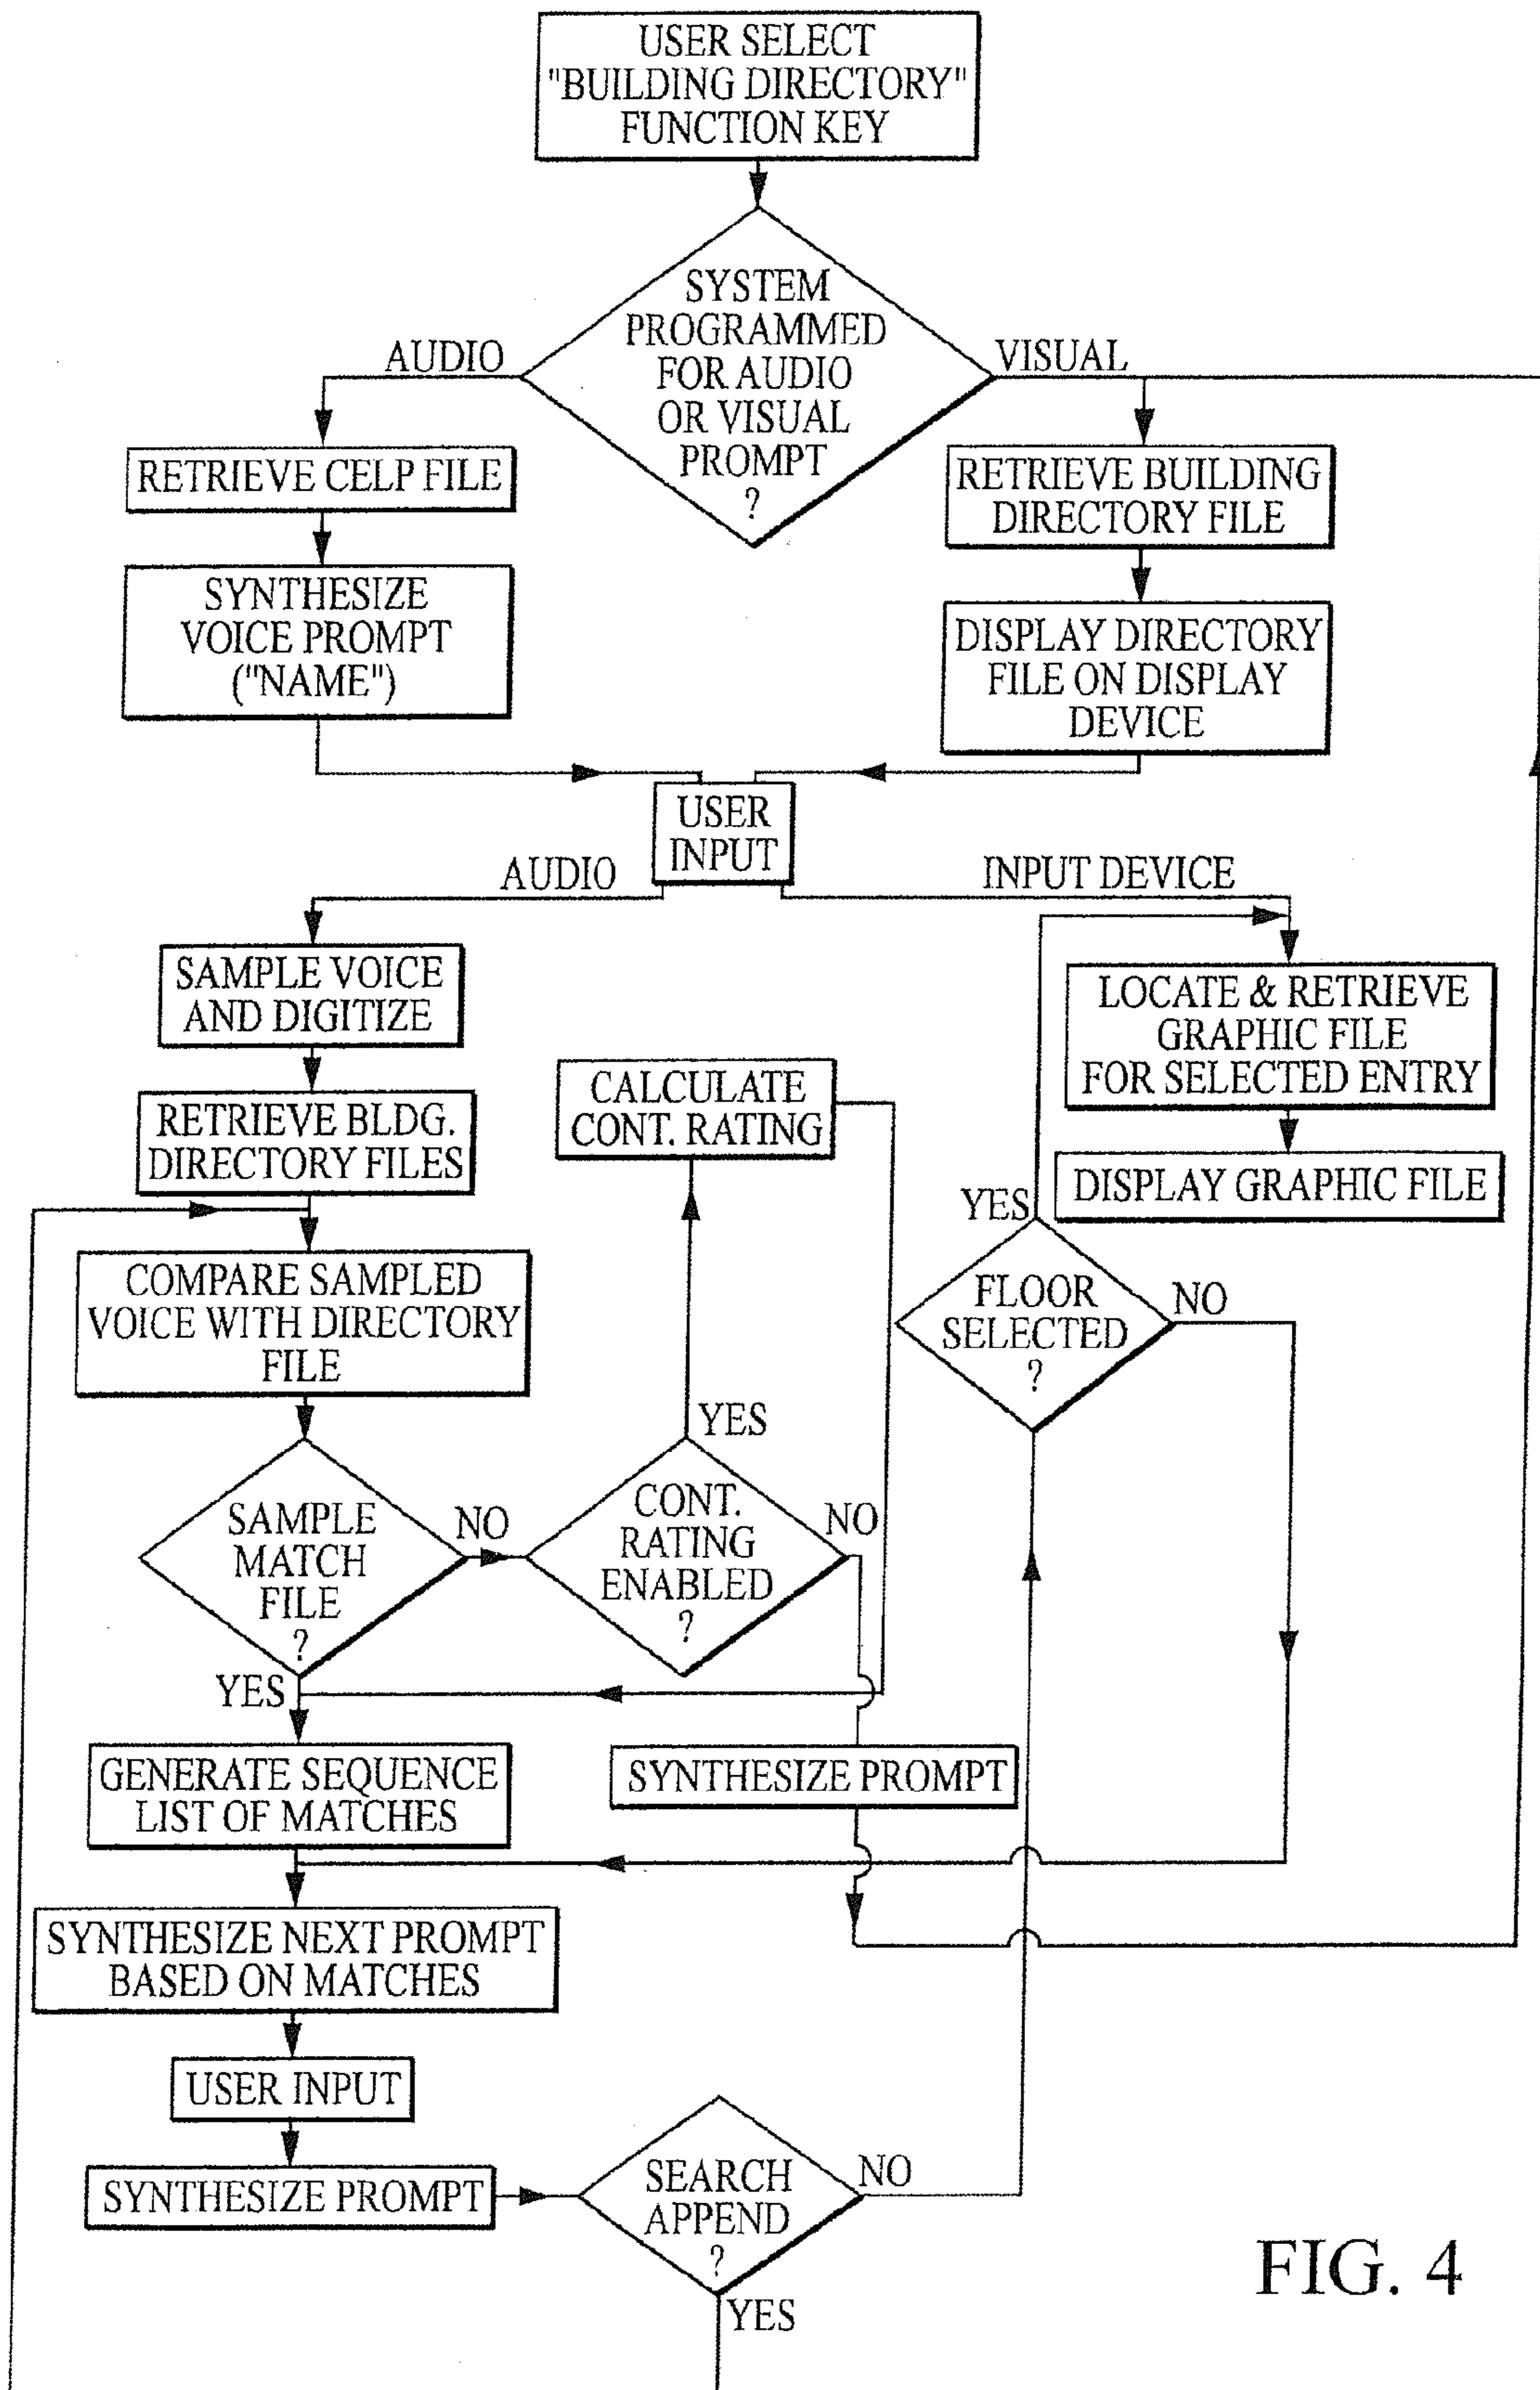 USER SELECT
"BUILDING DIRECTORY"
FUNCTION KEY
SYSTEM
PROGRAMMED
FOR AUDIO
OR VISUAL
PROMPT
?
AUDIO
VISUAL
RETRIEVE CELP FILE
RETRIEVE BUILDING
DIRECTORY FILE
SYNTHESIZE
VOICE PROMPT
("NAME")
DISPLAY DIRECTORY
FILE ON DISPLAY
DEVICE
USER
INPUT
AUDIO
INPUT DEVICE
SAMPLE VOICE
AND DIGITIZE
LOCATE & RETRIEVE
GRAPHIC FILE
FOR SELECTED ENTRY
RETRIEVE BLDG.
DIRECTORY FILES
CALCULATE
CONT. RATING
DISPLAY GRAPHIC FILE
YES
COMPARE SAMPLED
VOICE WITH DIRECTORY
FILE
FLOOR
SELECTED
?
NO
YES
SAMPLE
MATCH
FILE
?
NO
CONT.
RATING
ENABLED
?
NO
YES
GENERATE SEQUENCE
LIST OF MATCHES
SYNTHESIZE PROMPT
SYNTHESIZE NEXT PROMPT
BASED ON MATCHES
USER INPUT
SYNTHESIZE PROMPT
SEARCH
APPEND
?
NO
YES
FIG. 4